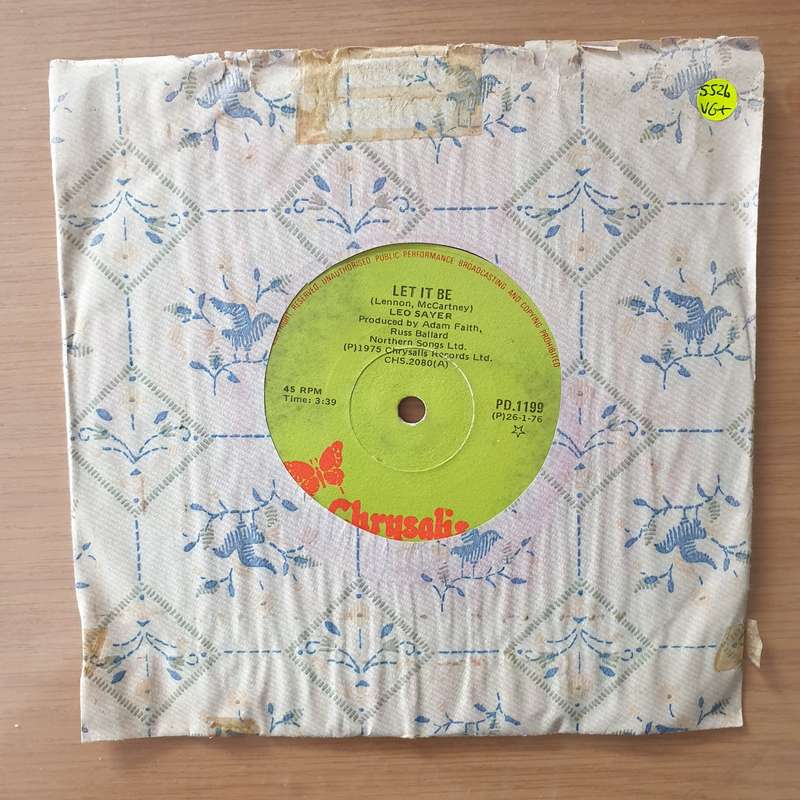 5526
VG+
RESERVED. UNAUTHORISED PUBLIC PERFORMANCE BROADCASTING AND COPYING PROHIBITED
LET IT BE
(Lennon, McCartney)
LEO SAYER
Produced by Adam Faith,
Russ Ballard
Northern Songs Ltd.
(P)1975 Chrysalis Records Ltd.
CHS.2080(A)
45 RPM
Time: 3:39
PD.1199
(P)26-1-76
Chrysalis